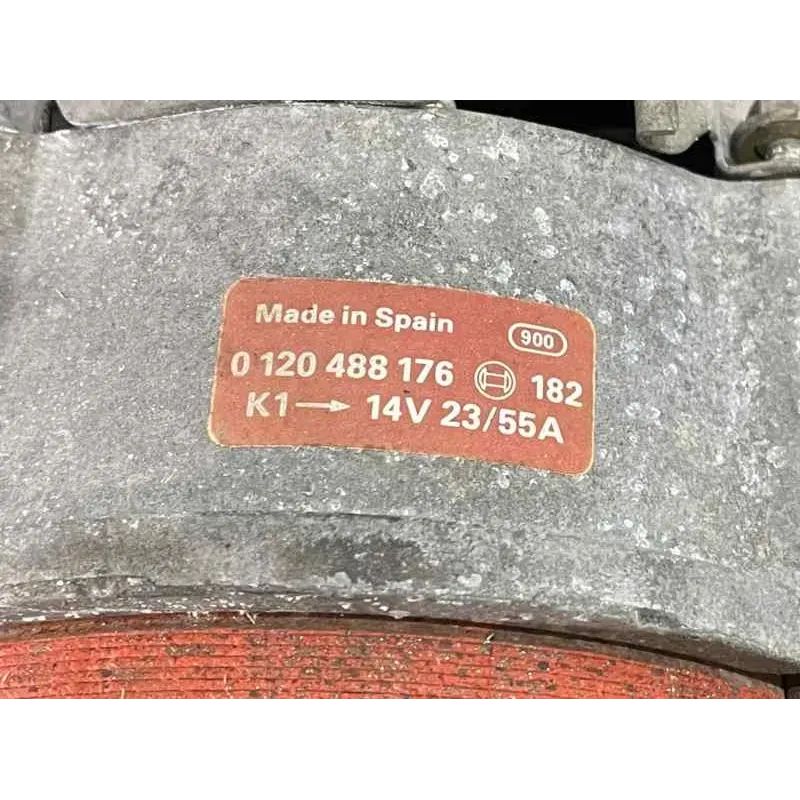 Made in Spain 900
0 120 488 176 182
K1 → 14V 23/55A